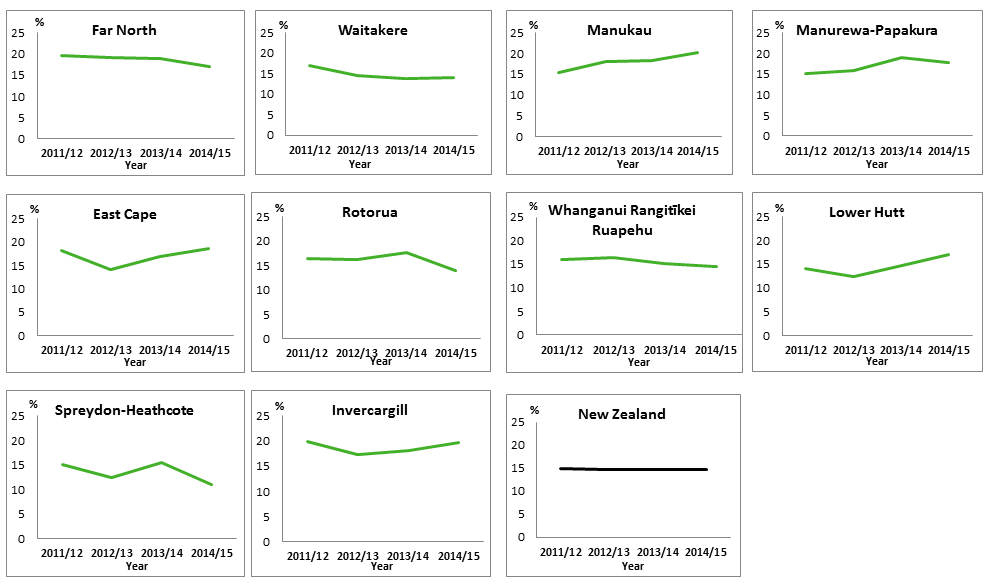 %
Far North
25
20
15
10
5
0
2011/12 2012/13 2013/14 2014/15
Year
%
Waitakere
25
20
15
10
5
0
2011/12 2012/13 2013/14 2014/15
Year
%
Manukau
25
20
15
10
5
0
2011/12 2012/13 2013/14 2014/15
Year
%
Manurewa-Papakura
25
20
15
10
5
0
2011/12 2012/13 2013/14 2014/15
Year
%
East Cape
25
20
15
10
5
0
2011/12 2012/13 2013/14 2014/15
Year
%
Rotorua
25
20
15
10
5
0
2011/12 2012/13 2013/14 2014/15
Year
%
Whanganui Rangitīkei
Ruapehu
25
20
15
10
5
0
2011/12 2012/13 2013/14 2014/15
Year
%
Lower Hutt
25
20
15
10
5
0
2011/12 2012/13 2013/14 2014/15
Year
%
Spreydon-Heathcote
25
20
15
10
5
0
2011/12 2012/13 2013/14 2014/15
Year
%
Invercargill
25
20
15
10
5
0
2011/12 2012/13 2013/14 2014/15
Year
%
New Zealand
25
20
15
10
5
0
2011/12 2012/13 2013/14 2014/15
Year